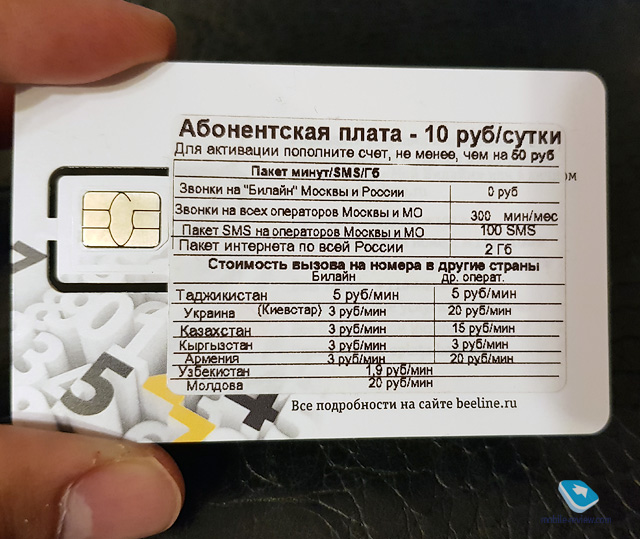 Абонентская плата - 10 руб/сутки
Для активации пополните счет, не менее, чем на 50 руб
Пакет минут/SMS/Гб
Звонки на "Билайн" Москвы и России 0 руб
Звонки на всех операторов Москвы и МО 300 мин/мес
Пакет SMS на операторов Москвы и МО 100 SMS
Пакет интернета по всей России 2 Гб
Стоимость вызова на номера в другие страны
Билайн др. операт.
Таджикистан 5 руб/мин 5 руб/мин
Украина (Киевстар) 3 руб/мин 20 руб/мин
Казахстан 3 руб/мин 15 руб/мин
Кыргызстан 3 руб/мин 3 руб/мин
Армения 3 руб/мин 20 руб/мин
Узбекистан 1,9 руб/мин
Молдова 20 руб/мин
Все подробности на сайте beeline.ru
5
4